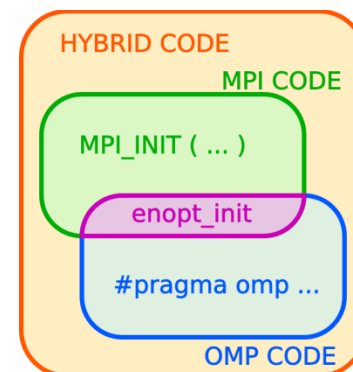 HYBRID CODE
MPI CODE
MPI_INIT ( ... )
enopt_init
#pragma omp ...
OMP CODE